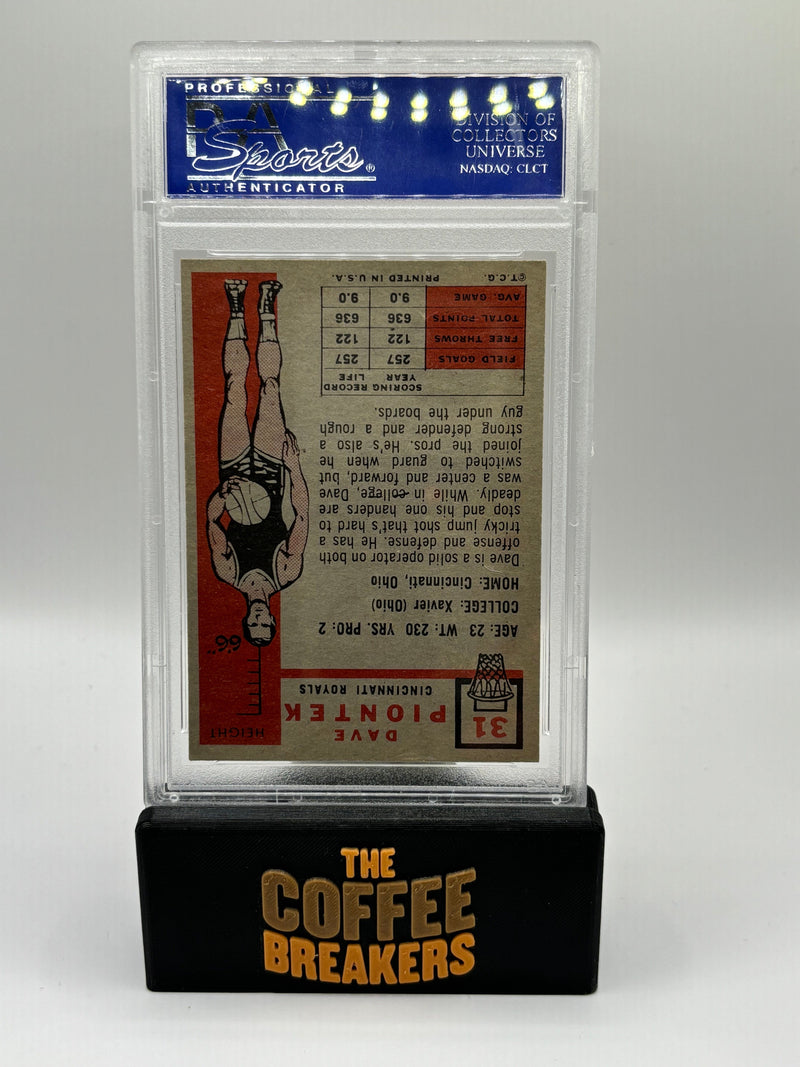 PROFESSIONAL
PSA
Sports®
AUTHENTICATOR
DIVISION OF
COLLECTORS
UNIVERSE
NASDAQ: CLCT
31
DAVE
PIONTEK
CINCINNATI ROYALS
HEIGHT
6'6"
AGE: 23 WT: 230 YRS. PRO: 2
COLLEGE: Xavier (Ohio)
HOME: Cincinnati, Ohio
Dave is a solid operator on both
offense and defense. He has a
tricky jump shot that's hard to
stop and his one handers are
deadly. While in college, Dave
was a center and forward, but
switched to guard when he
joined the pros. He's also a
strong defender and a rough
guy under the boards.
SCORING RECORD
YEAR LIFE
FIELD GOALS 257 257
FREE THROWS 122 122
TOTAL POINTS 636 636
AVG. GAME 9.0 9.0
©T.C.G. PRINTED IN U.S.A.
THE
COFFEE
BREAKERS